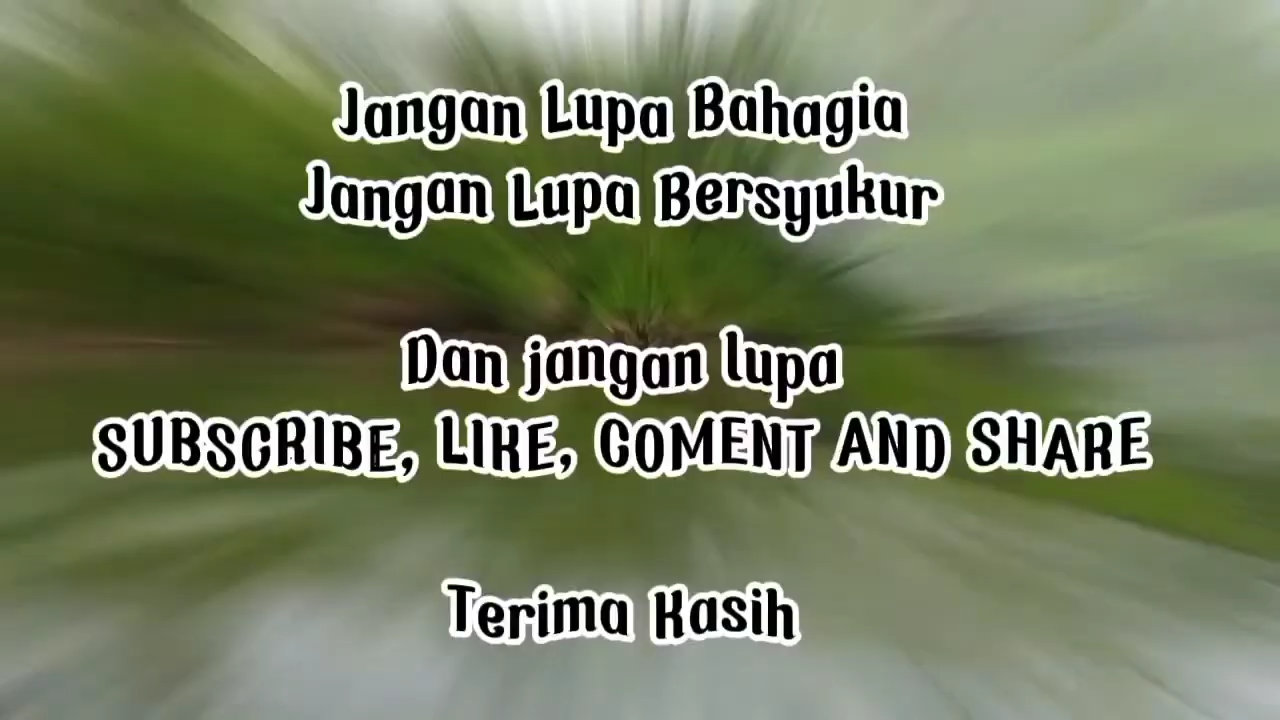 Jangan Lupa Bahagia
Jangan Lupa Bersyukur
Dan jangan lupa
SUBSCRIBE, LIKE, COMENT AND SHARE
Terima Kasih